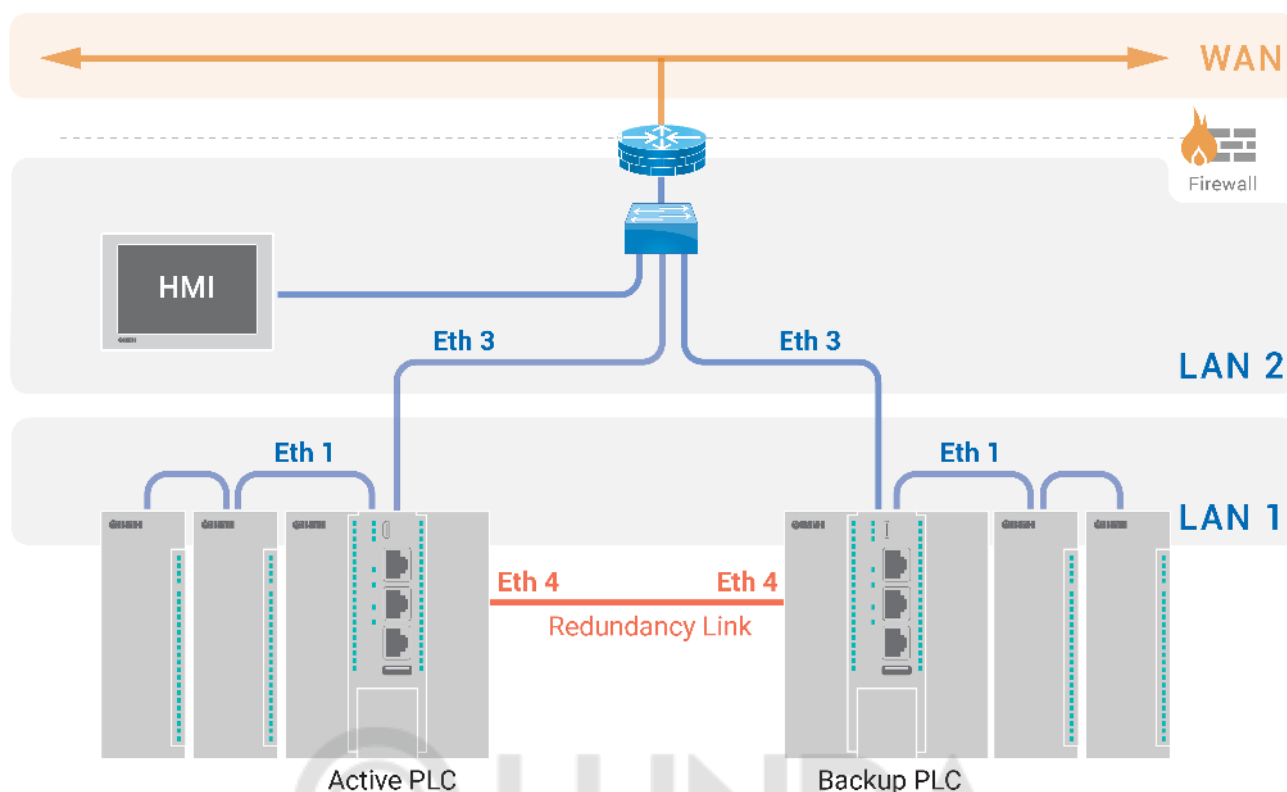 WAN
Firewall
HMI
Eth 3
Eth 3
LAN 2
Eth 1
Eth 1
LAN 1
Eth 4
Eth 4
Redundancy Link
Active PLC
Backup PLC